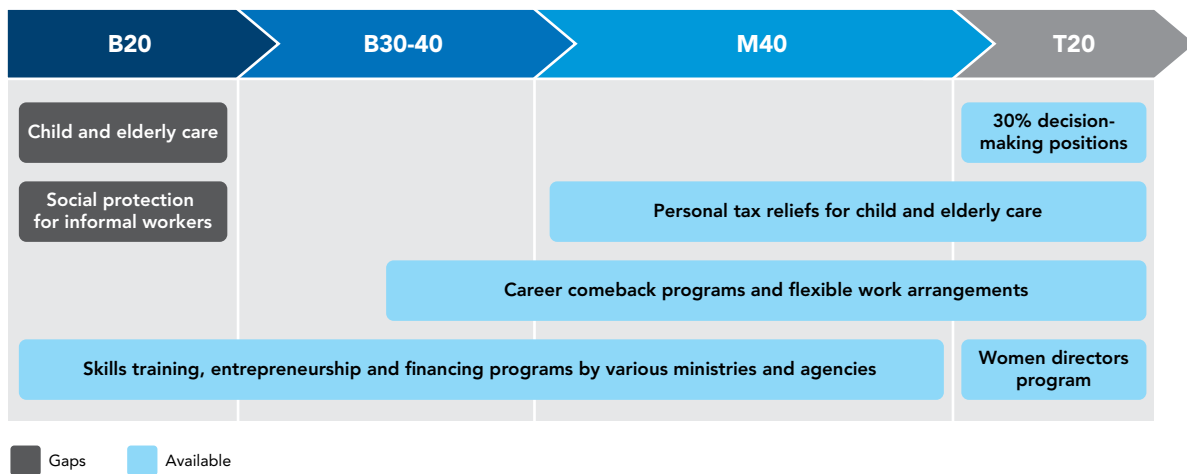 B20
B30-40
M40
T20
Child and elderly care
30% decision-
making positions
Social protection
for informal workers
Personal tax reliefs for child and elderly care
Career comeback programs and flexible work arrangements
Skills training, entrepreneurship and financing programs by various ministries and agencies
Women directors
program
Gaps
Available